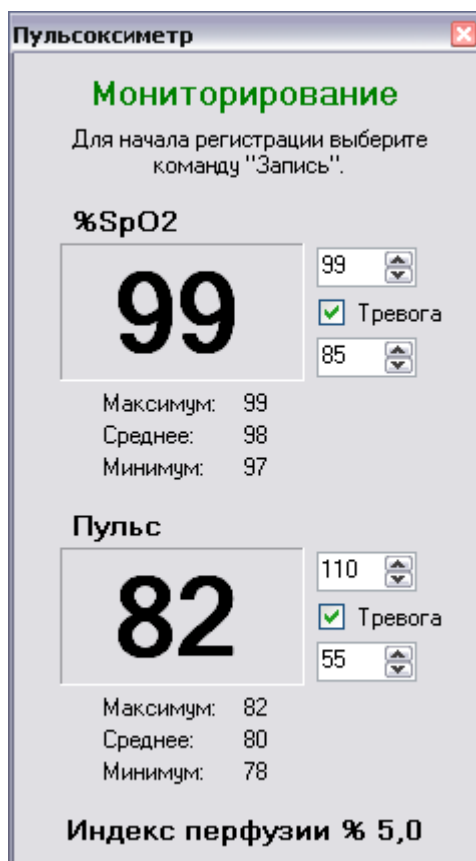 Пульсоксиметр
Мониторирование
Для начала регистрации выберите
команду "Запись".
%SpO2
99
99
Тревога
85
Максимум: 99
Среднее: 98
Минимум: 97
Пульс
82
110
Тревога
55
Максимум: 82
Среднее: 80
Минимум: 78
Индекс перфузии % 5,0